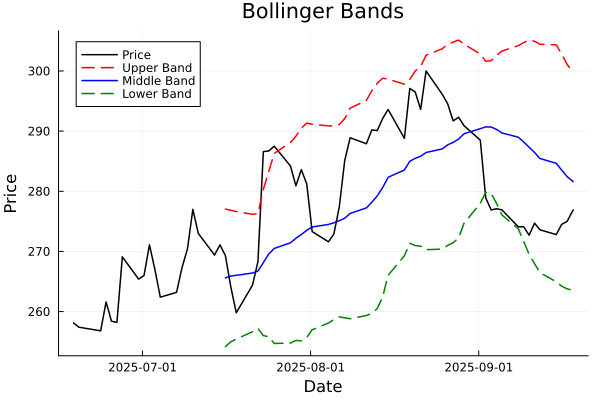 Bollinger Bands
Price
Upper Band
Middle Band
Lower Band
Price
300
290
280
270
260
2025-07-01
2025-08-01
2025-09-01
Date